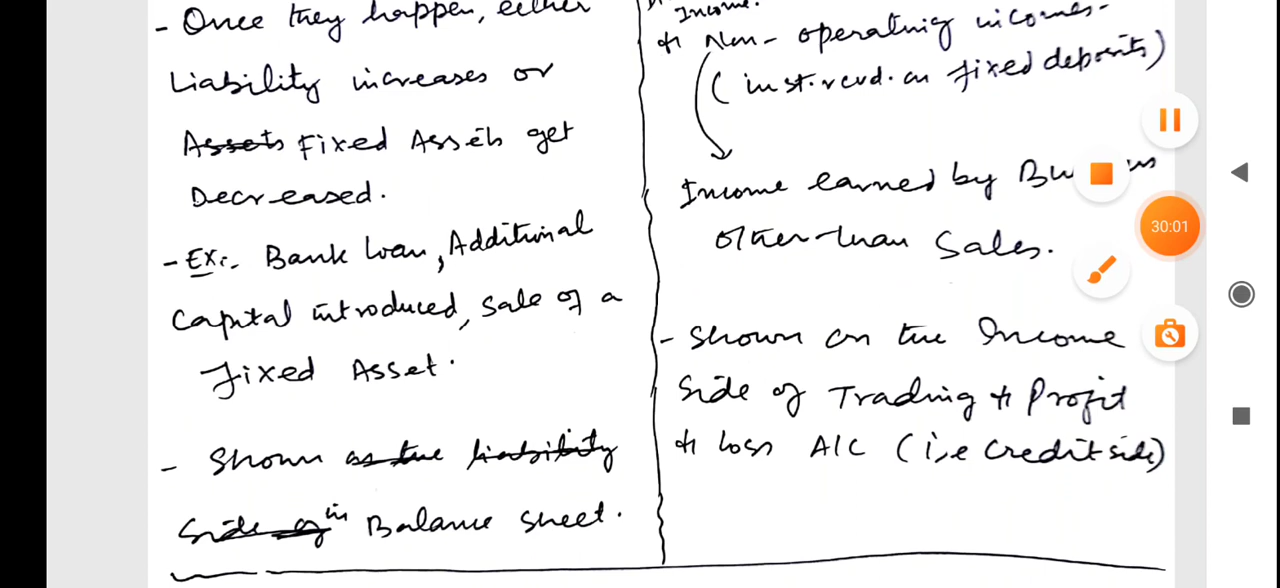 - Once they happen, either
Liability increases or
Assets Fixed Assets get
Decreased.
- Ex:- Bank Loan, Additional
Capital introduced, Sale of a
Fixed Asset.
- Shown as the liability
Side of in Balance Sheet.
Income.
& Non-operating incomes-
(inst. recd. on fixed deposits)
Income earned by
other than Sales.
- Shown on the Income
Side of Trading & Profit
& Loss A/C (i.e credit side)
30:01